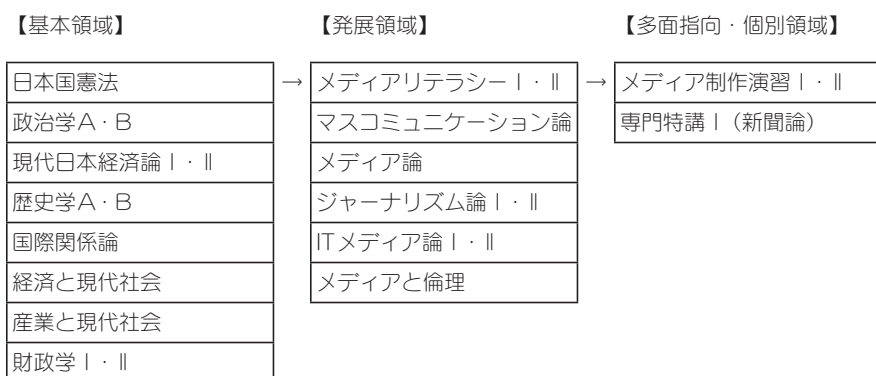 【基本領域】 【発展領域】 【多面指向・個別領域】
日本国憲法 → メディアリテラシーⅠ・Ⅱ → メディア制作演習Ⅰ・Ⅱ
政治学A・B マスコミュニケーション論 専門特講Ⅰ（新聞論）
現代日本経済論Ⅰ・Ⅱ メディア論
歴史学A・B ジャーナリズム論Ⅰ・Ⅱ
国際関係論 ITメディア論Ⅰ・Ⅱ
経済と現代社会 メディアと倫理
産業と現代社会
財政学Ⅰ・Ⅱ